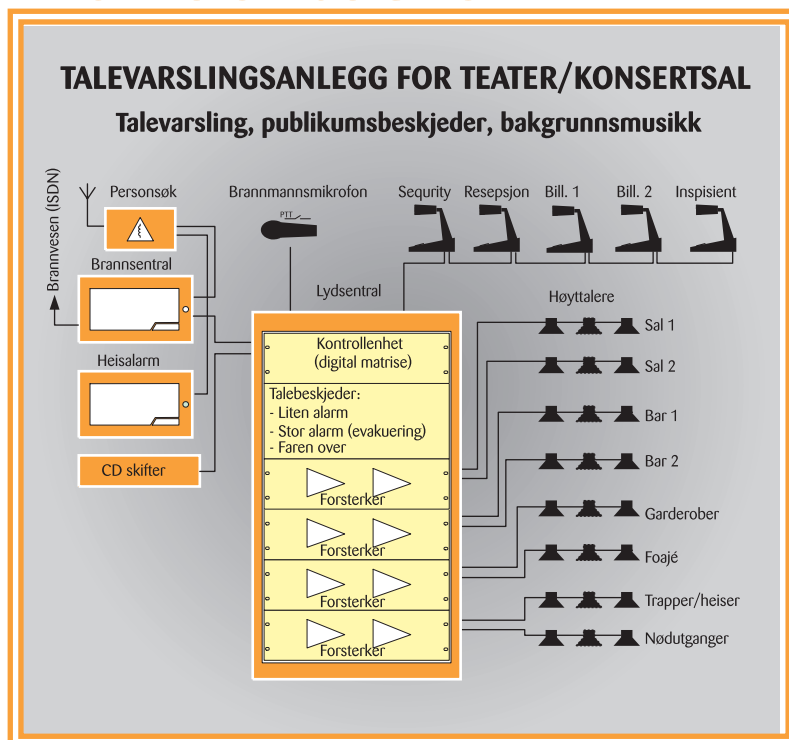 TALEVARSLINGSANLEGG FOR TEATER/KONSERTSAL
Talevarsling, publikumsbeskjeder, bakgrunnsmusikk
Brannvesen (ISDN)
Personsøk
Brannsentral
Heisalarm
CD skifter
Brannmannsmikrofon
PTT
Sequrity
Resepsjon
Bill. 1
Bill. 2
Inspisient
Lydsentral
Kontrollenhet
(digital matrise)
Talebeskjeder:
- Liten alarm
- Stor alarm (evakuering)
- Faren over
Forsterker
Forsterker
Forsterker
Forsterker
Høyttalere
Sal 1
Sal 2
Bar 1
Bar 2
Garderober
Foajé
Trapper/heiser
Nødutganger